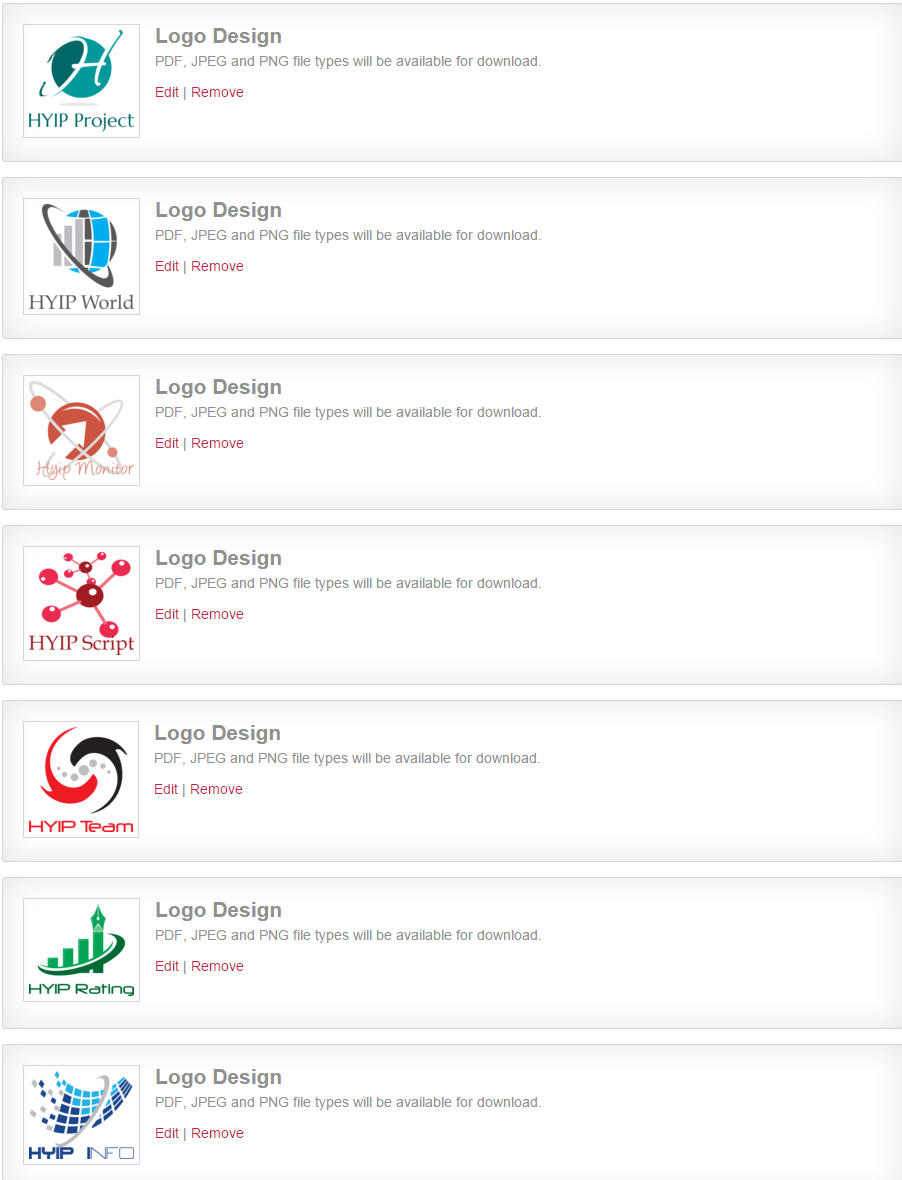 Logo Design
PDF, JPEG and PNG file types will be available for download.
Edit | Remove
HYIP Project
Logo Design
PDF, JPEG and PNG file types will be available for download.
Edit | Remove
HYIP World
Logo Design
PDF, JPEG and PNG file types will be available for download.
Edit | Remove
Hyip Monitor
Logo Design
PDF, JPEG and PNG file types will be available for download.
Edit | Remove
HYIP Script
Logo Design
PDF, JPEG and PNG file types will be available for download.
Edit | Remove
HYIP Team
Logo Design
PDF, JPEG and PNG file types will be available for download.
Edit | Remove
HYIP Rating
Logo Design
PDF, JPEG and PNG file types will be available for download.
Edit | Remove
HYIP INFO